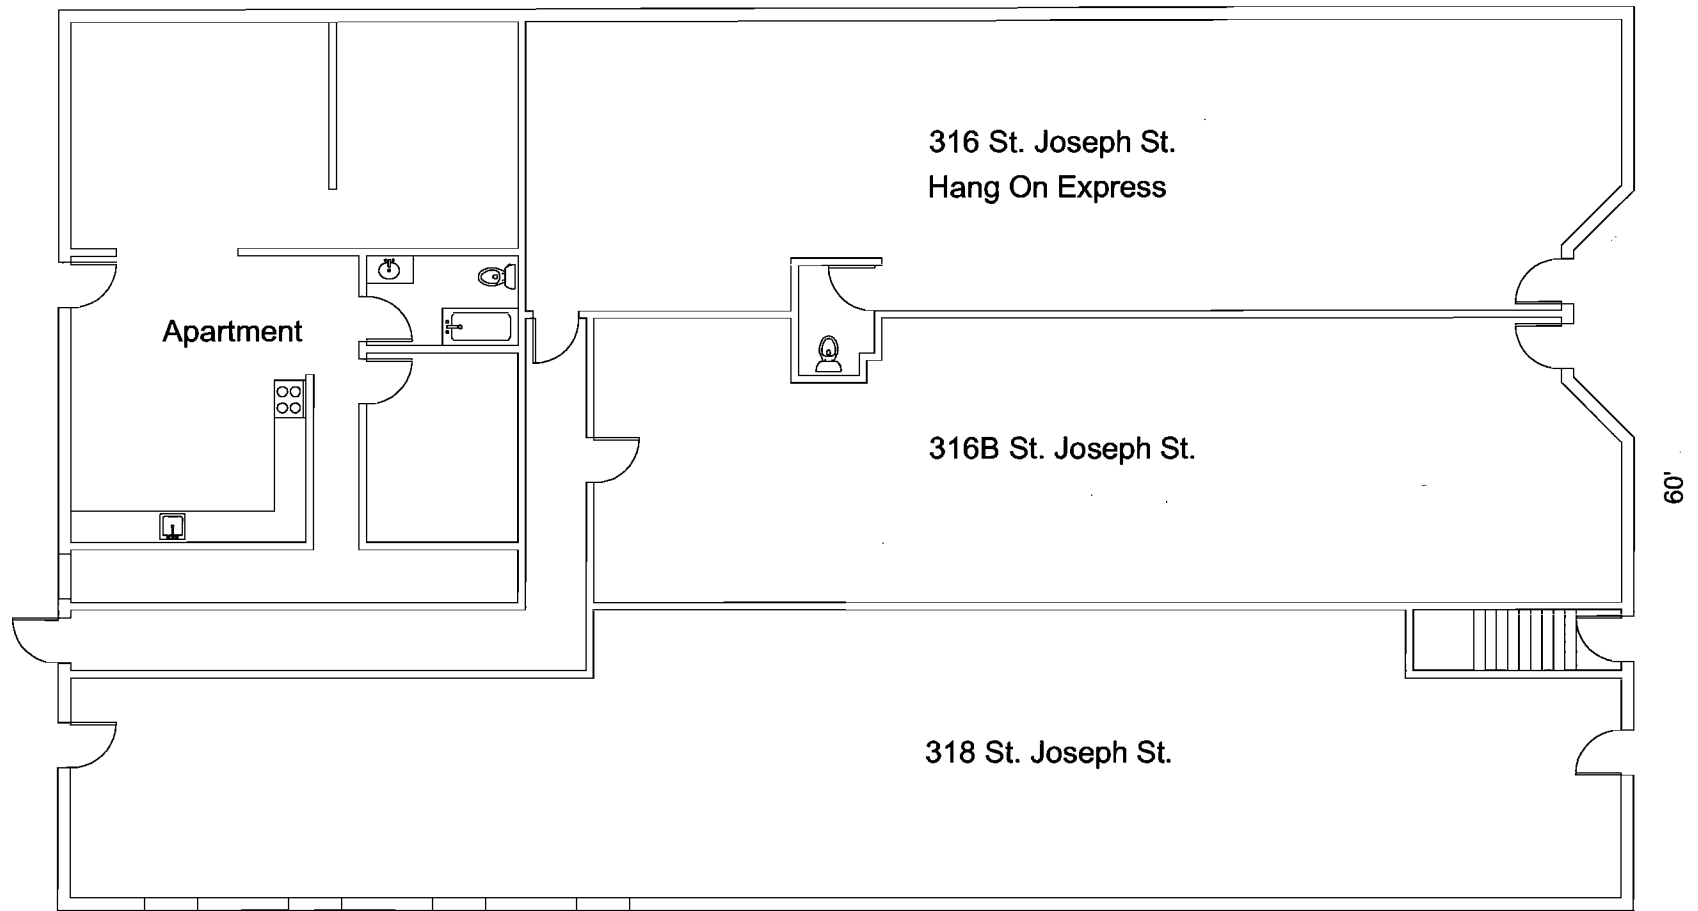 316 St. Joseph St.
Hang On Express
Apartment
316B St. Joseph St.
60'
318 St. Joseph St.